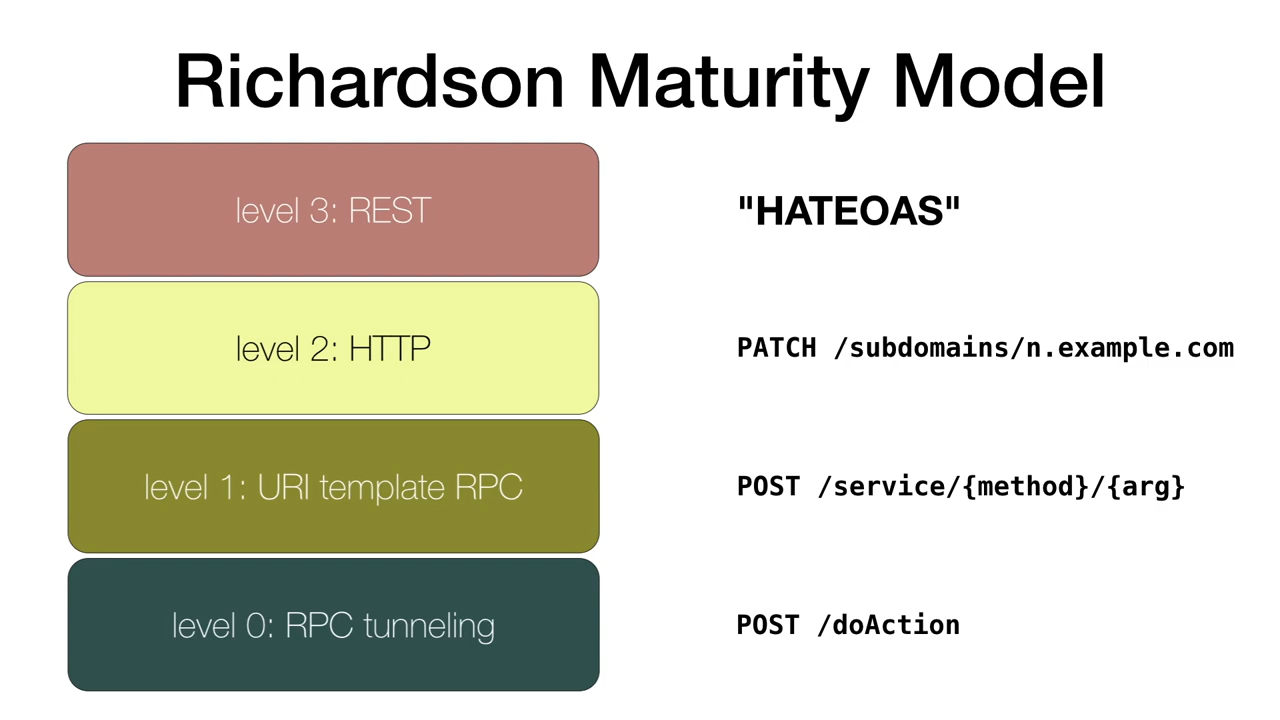 Richardson Maturity Model
level 3: REST
"HATEOAS"
level 2: HTTP
PATCH /subdomains/n.example.com
level 1: URI template RPC
POST /service/{method}/{arg}
level 0: RPC tunneling
POST /doAction